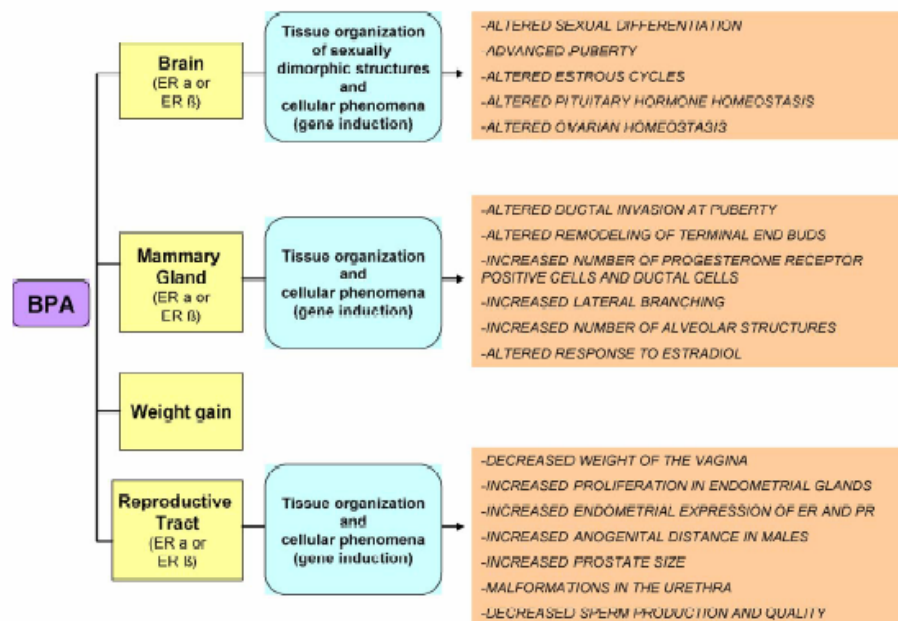 BPA
Brain
(ER a or
ER ß)
Tissue organization
of sexually
dimorphic structures
and
cellular phenomena
(gene induction)
-ALTERED SEXUAL DIFFERENTIATION
-ADVANCED PUBERTY
-ALTERED ESTROUS CYCLES
-ALTERED PITUITARY HORMONE HOMEOSTASIS
-ALTERED OVARIAN HOMEOSTASIS
Mammary
Gland
(ER a or
ER ß)
Tissue organization
and
cellular phenomena
(gene induction)
-ALTERED DUCTAL INVASION AT PUBERTY
-ALTERED REMODELING OF TERMINAL END BUDS
-INCREASED NUMBER OF PROGESTERONE RECEPTOR
POSITIVE CELLS AND DUCTAL CELLS
-INCREASED LATERAL BRANCHING
-INCREASED NUMBER OF ALVEOLAR STRUCTURES
-ALTERED RESPONSE TO ESTRADIOL
Weight gain
Reproductive
Tract
(ER a or
ER ß)
Tissue organization
and
cellular phenomena
(gene induction)
-DECREASED WEIGHT OF THE VAGINA
-INCREASED PROLIFERATION IN ENDOMETRIAL GLANDS
-INCREASED ENDOMETRIAL EXPRESSION OF ER AND PR
-INCREASED ANOGENITAL DISTANCE IN MALES
-INCREASED PROSTATE SIZE
-MALFORMATIONS IN THE URETHRA
-DECREASED SPERM PRODUCTION AND QUALITY